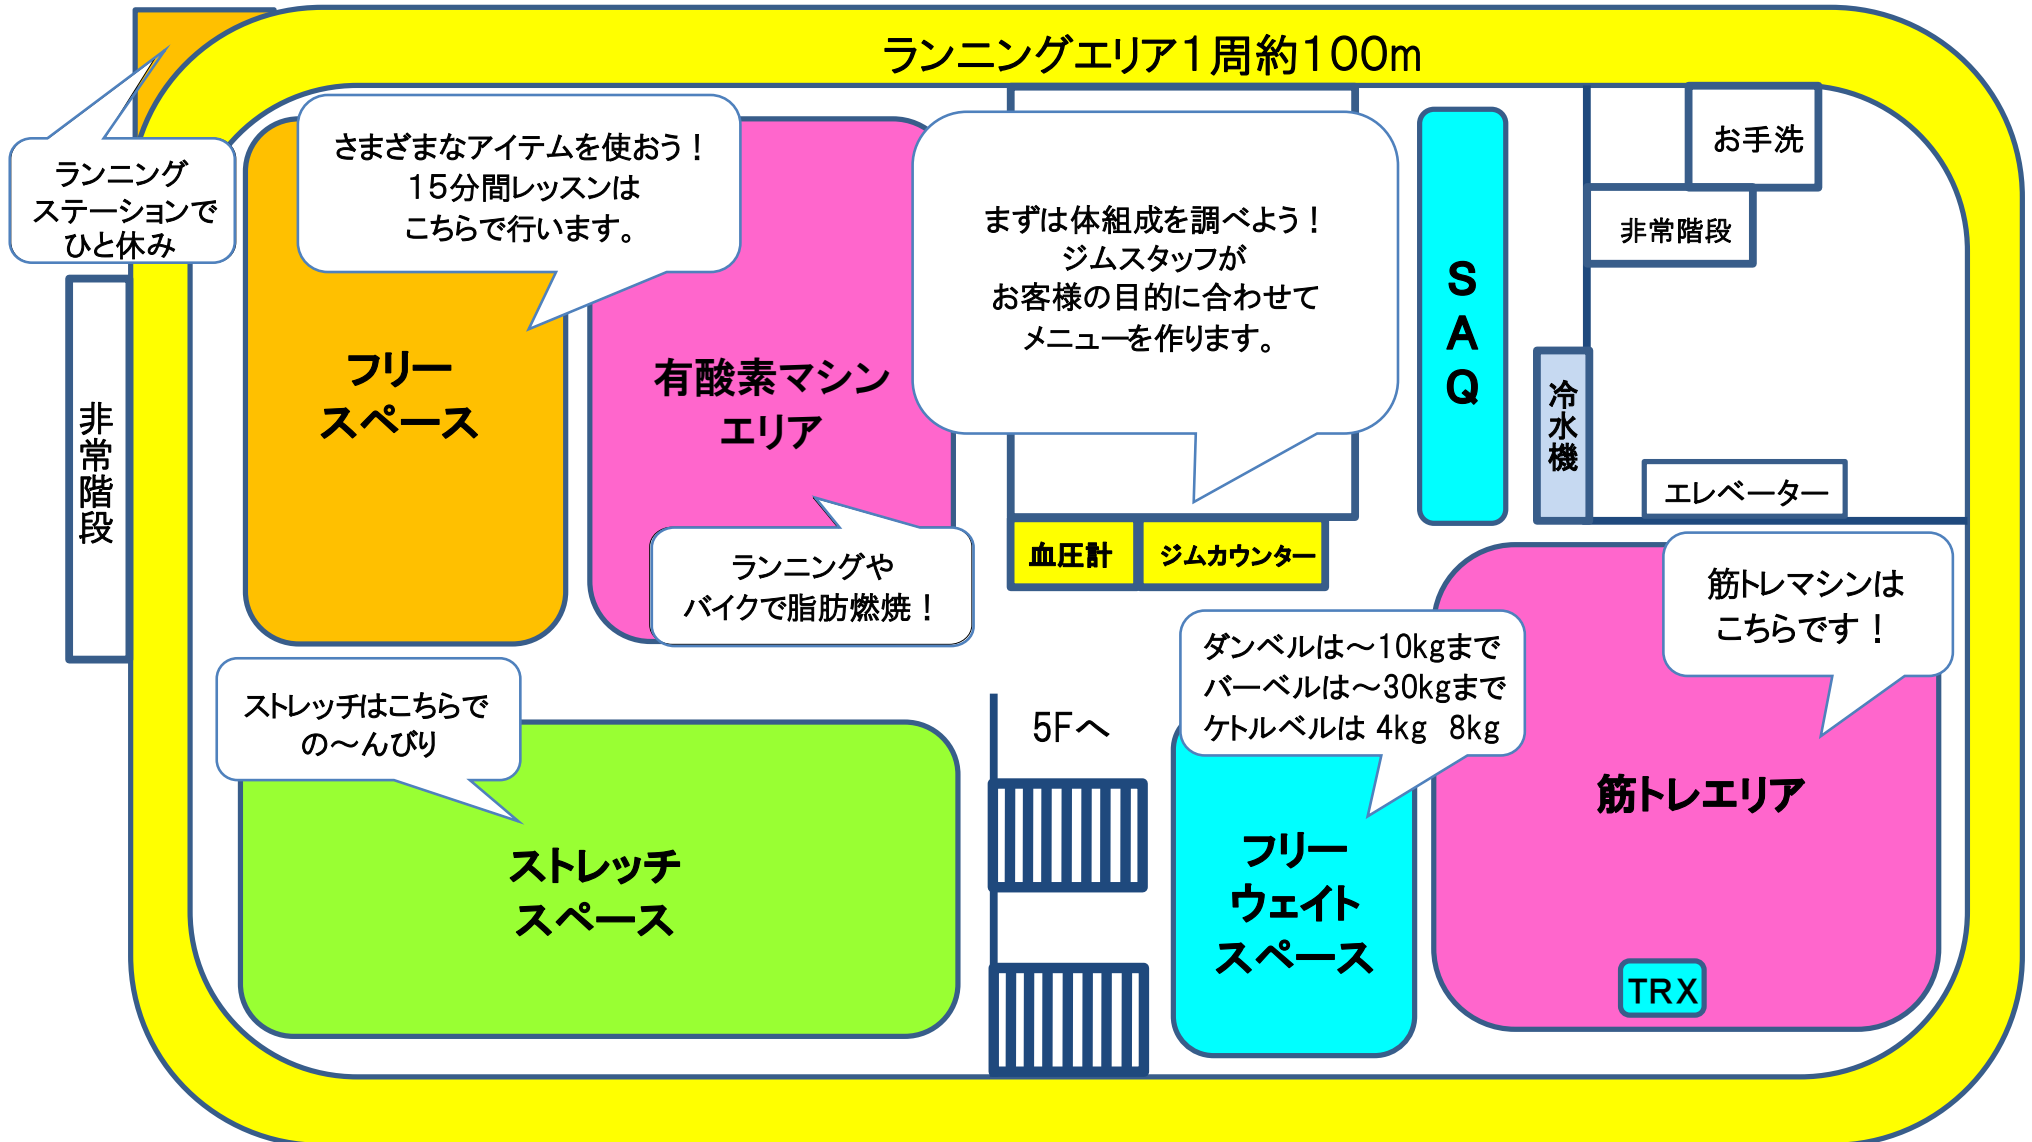 ランニングエリア1周約100m
ランニング
ステーションで
ひと休み
さまざまなアイテムを使おう！
15分間レッスンは
こちらで行います。
まずは体組成を調べよう！
ジムスタッフが
お客様の目的に合わせて
メニューを作ります。
S
A
Q
お手洗
非常階段
冷水機
エレベーター
非常階段
フリー
スペース
有酸素マシン
エリア
ランニングや
バイクで脂肪燃焼！
血圧計
ジムカウンター
筋トレマシンは
こちらです！
ダンベルは～10kgまで
バーベルは～30kgまで
ケトルベルは 4kg 8kg
ストレッチはこちらで
の～んびり
5Fへ
筋トレエリア
ストレッチ
スペース
フリー
ウェイト
スペース
TRX